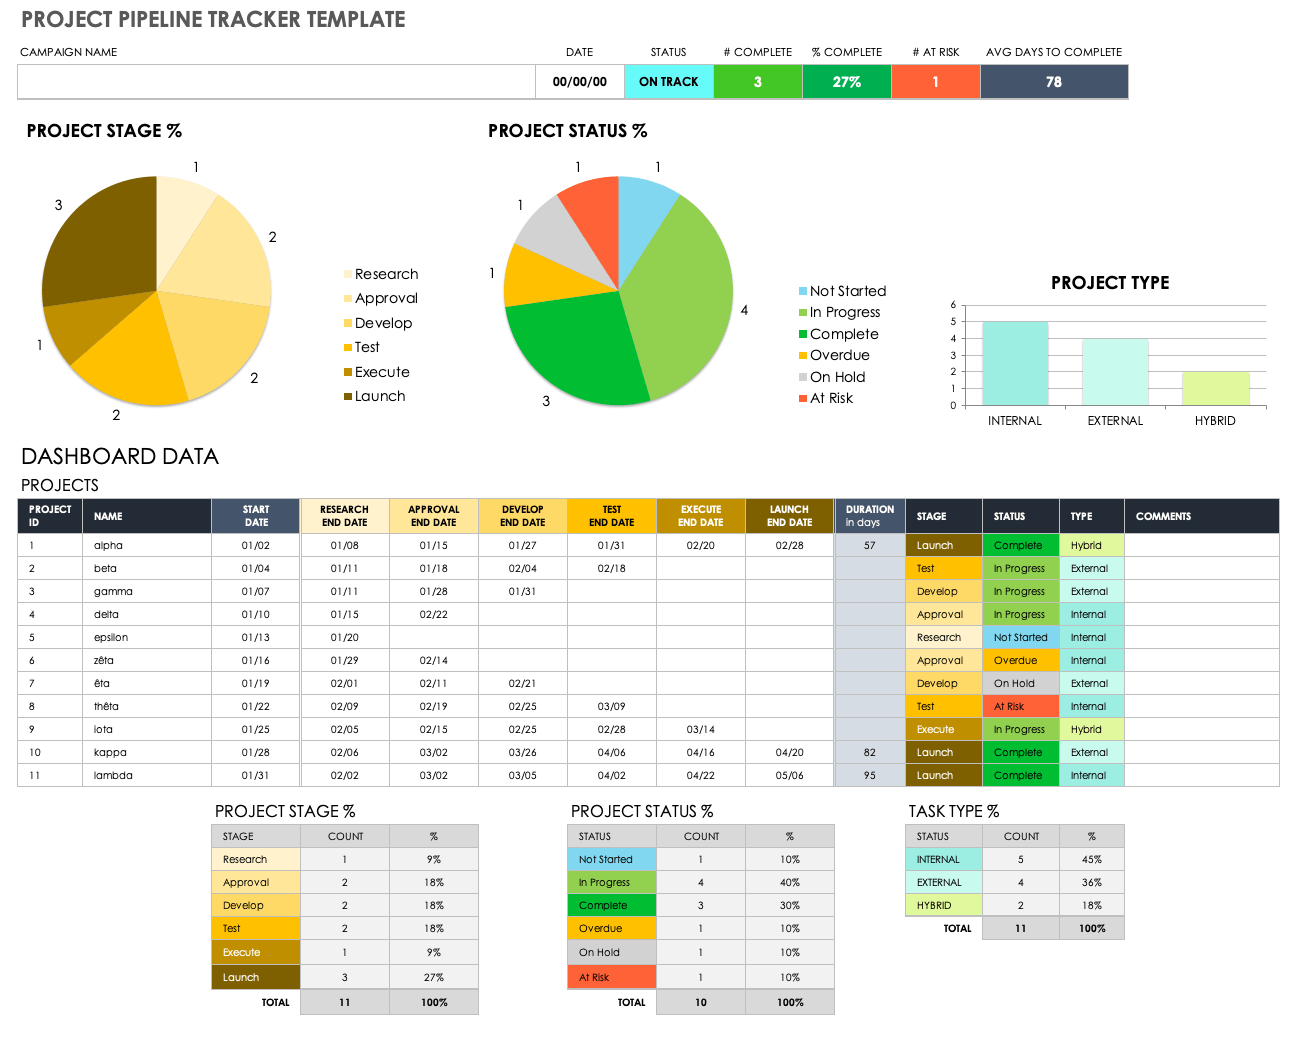 PROJECT PIPELINE TRACKER TEMPLATE
CAMPAIGN NAME DATE STATUS # COMPLETE % COMPLETE # AT RISK AVG DAYS TO COMPLETE
00/00/00 ON TRACK 3 27% 1 78
PROJECT STAGE %
1
2
2
2
1
3
Research
Approval
Develop
Test
Execute
Launch
PROJECT STATUS %
1
4
3
1
1
1
Not Started
In Progress
Complete
Overdue
On Hold
At Risk
PROJECT TYPE
6
5
4
3
2
1
0
INTERNAL EXTERNAL HYBRID
DASHBOARD DATA
PROJECTS
PROJECT ID NAME START DATE RESEARCH END DATE APPROVAL END DATE DEVELOP END DATE TEST END DATE EXECUTE END DATE LAUNCH END DATE DURATION in days STAGE STATUS TYPE COMMENTS
1 alpha 01/02 01/08 01/15 01/27 01/31 02/20 02/28 57 Launch Complete Hybrid
2 beta 01/04 01/11 01/18 02/04 02/18 Test In Progress External
3 gamma 01/07 01/11 01/28 01/31 Develop In Progress External
4 delta 01/10 01/15 02/22 Approval In Progress Internal
5 epsilon 01/13 01/20 Research Not Started Internal
6 zêta 01/16 01/29 02/14 Approval Overdue Internal
7 êta 01/19 02/01 02/11 02/21 Develop On Hold External
8 thêta 01/22 02/09 02/19 02/25 03/09 Test At Risk Internal
9 iota 01/25 02/05 02/15 02/25 02/28 03/14 Execute In Progress Hybrid
10 kappa 01/28 02/06 03/02 03/26 04/06 04/16 04/20 82 Launch Complete External
11 lambda 01/31 02/02 03/02 03/05 04/02 04/22 05/06 95 Launch Complete Internal
PROJECT STAGE %
STAGE COUNT %
Research 1 9%
Approval 2 18%
Develop 2 18%
Test 2 18%
Execute 1 9%
Launch 3 27%
TOTAL 11 100%
PROJECT STATUS %
STATUS COUNT %
Not Started 1 10%
In Progress 4 40%
Complete 3 30%
Overdue 1 10%
On Hold 1 10%
At Risk 1 10%
TOTAL 10 100%
TASK TYPE %
STATUS COUNT %
INTERNAL 5 45%
EXTERNAL 4 36%
HYBRID 2 18%
TOTAL 11 100%